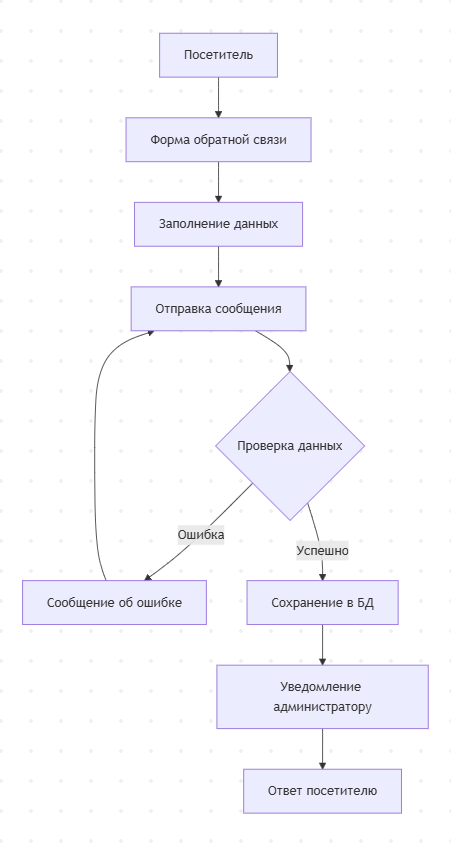 Посетитель
Форма обратной связи
Заполнение данных
Отправка сообщения
Проверка данных
Ошибка
Успешно
Сообщение об ошибке
Сохранение в БД
Уведомление
администратору
Ответ посетителю